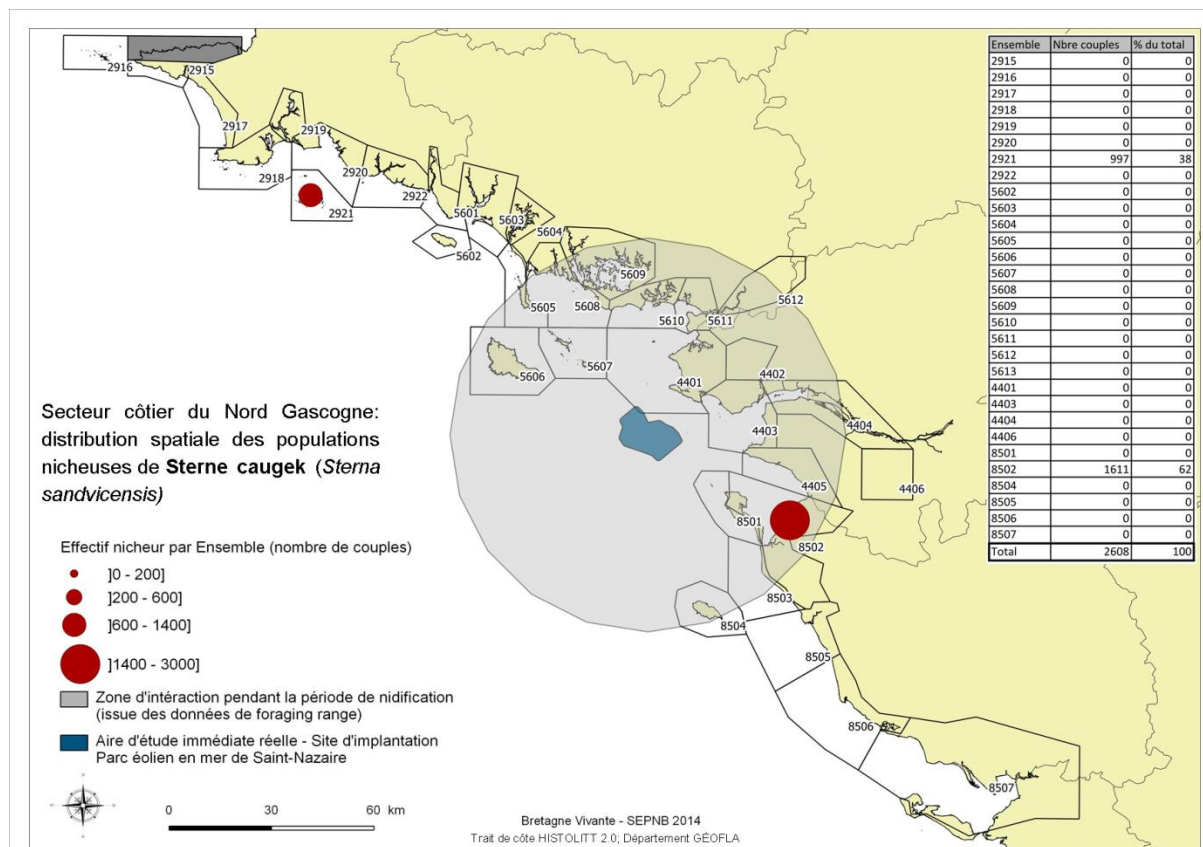 2916
2915
2917
2919
2918
2920
2921
2922
5601
5602
5603
5604
5609
5605
5608
5610
5611
5612
5606
5607
4401
4402
4403
4404
4405
4406
8501
8502
8503
8504
8505
8506
8507
Secteur côtier du Nord Gascogne:
distribution spatiale des populations
nicheuses de Sterne caugek (Sterna
sandvicensis)
Effectif nicheur par Ensemble (nombre de couples)
]0 - 200]
]200 - 600]
]600 - 1400]
]1400 - 3000]
Zone d'intéraction pendant la période de nidification
(issue des données de foraging range)
Aire d'étude immédiate réelle - Site d'implantation
Parc éolien en mer de Saint-Nazaire
0 30 60 km
Bretagne Vivante - SEPNB 2014
Trait de côte HISTOLITT 2.0; Département GÉOFLA
Ensemble Nbre couples % du total
2915 0 0
2916 0 0
2917 0 0
2918 0 0
2919 0 0
2920 0 0
2921 997 38
2922 0 0
5602 0 0
5603 0 0
5604 0 0
5605 0 0
5606 0 0
5607 0 0
5608 0 0
5609 0 0
5610 0 0
5611 0 0
5612 0 0
5613 0 0
4401 0 0
4403 0 0
4404 0 0
4406 0 0
8501 0 0
8502 1611 62
8504 0 0
8505 0 0
8506 0 0
8507 0 0
Total 2608 100